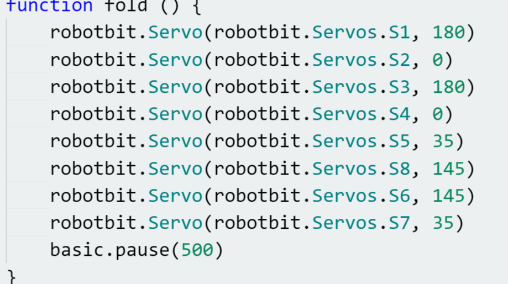 function fold () {
    robotbit.Servo(robotbit.Servos.S1, 180)
    robotbit.Servo(robotbit.Servos.S2, 0)
    robotbit.Servo(robotbit.Servos.S3, 180)
    robotbit.Servo(robotbit.Servos.S4, 0)
    robotbit.Servo(robotbit.Servos.S5, 35)
    robotbit.Servo(robotbit.Servos.S8, 145)
    robotbit.Servo(robotbit.Servos.S6, 145)
    robotbit.Servo(robotbit.Servos.S7, 35)
    basic.pause(500)
}